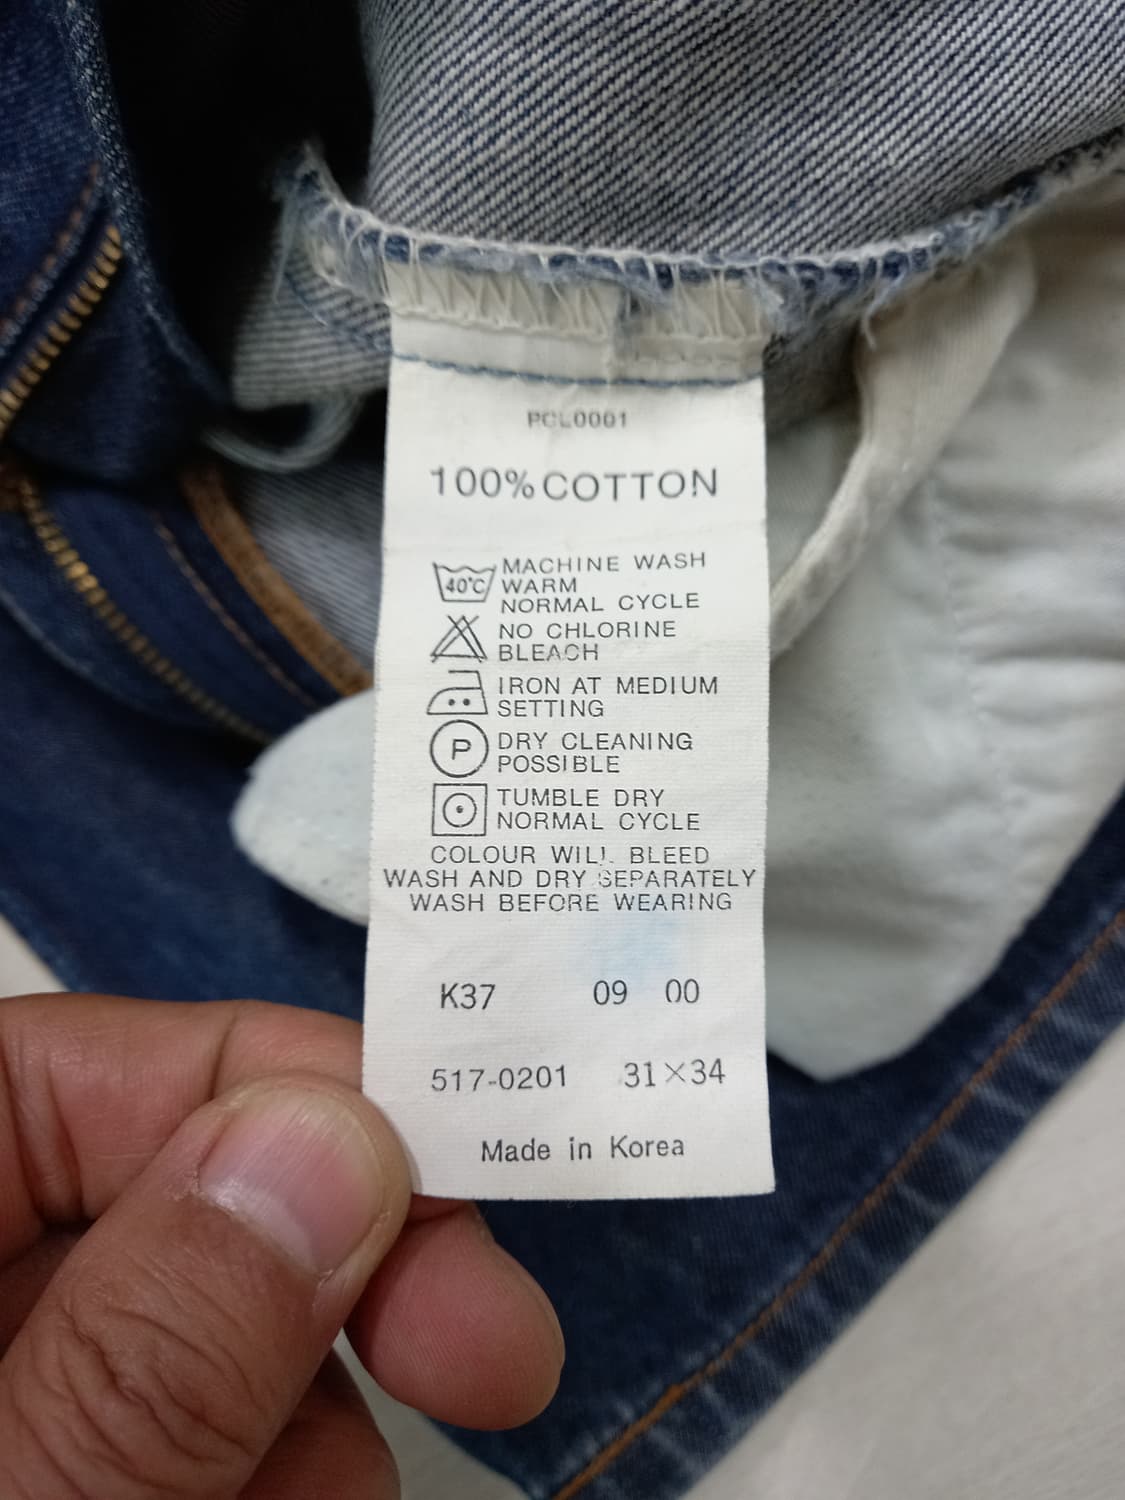 PCL0001
100% COTTON
40°C MACHINE WASH
WARM
NORMAL CYCLE
NO CHLORINE
BLEACH
IRON AT MEDIUM
SETTING
P DRY CLEANING
POSSIBLE
TUMBLE DRY
NORMAL CYCLE
COLOUR WILL BLEED
WASH AND DRY SEPARATELY
WASH BEFORE WEARING
K37 09 00
517-0201 31×34
Made in Korea